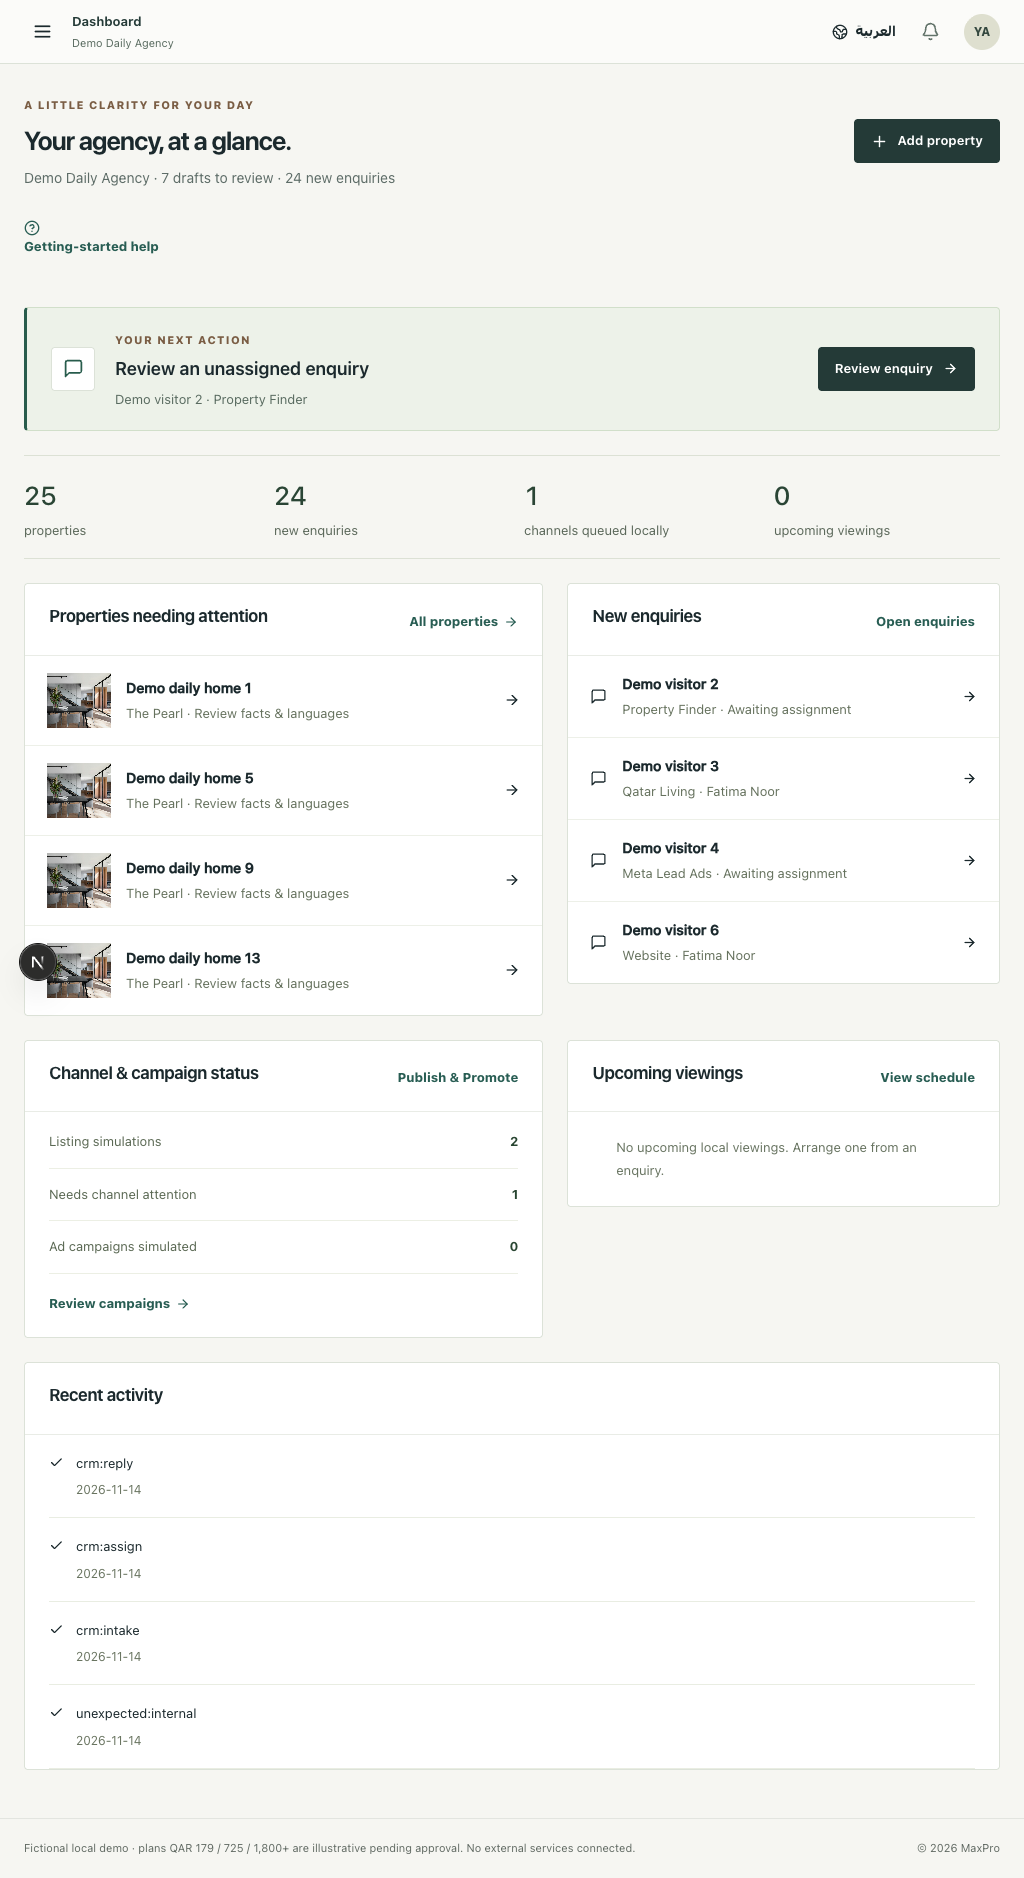 Dashboard
Demo Daily Agency
العربية
YA
A LITTLE CLARITY FOR YOUR DAY
Your agency, at a glance.
Demo Daily Agency · 7 drafts to review · 24 new enquiries
Add property
Getting-started help
YOUR NEXT ACTION
Review an unassigned enquiry
Demo visitor 2 · Property Finder
Review enquiry
25
properties
24
new enquiries
1
channels queued locally
0
upcoming viewings
Properties needing attention
All properties
Demo daily home 1
The Pearl · Review facts & languages
Demo daily home 5
The Pearl · Review facts & languages
Demo daily home 9
The Pearl · Review facts & languages
N
Demo daily home 13
The Pearl · Review facts & languages
New enquiries
Open enquiries
Demo visitor 2
Property Finder · Awaiting assignment
Demo visitor 3
Qatar Living · Fatima Noor
Demo visitor 4
Meta Lead Ads · Awaiting assignment
Demo visitor 6
Website · Fatima Noor
Channel & campaign status
Publish & Promote
Listing simulations 2
Needs channel attention 1
Ad campaigns simulated 0
Review campaigns
Upcoming viewings
View schedule
No upcoming local viewings. Arrange one from an
enquiry.
Recent activity
crm:reply
2026-11-14
crm:assign
2026-11-14
crm:intake
2026-11-14
unexpected:internal
2026-11-14
Fictional local demo · plans QAR 179 / 725 / 1,800+ are illustrative pending approval. No external services connected.
© 2026 MaxPro